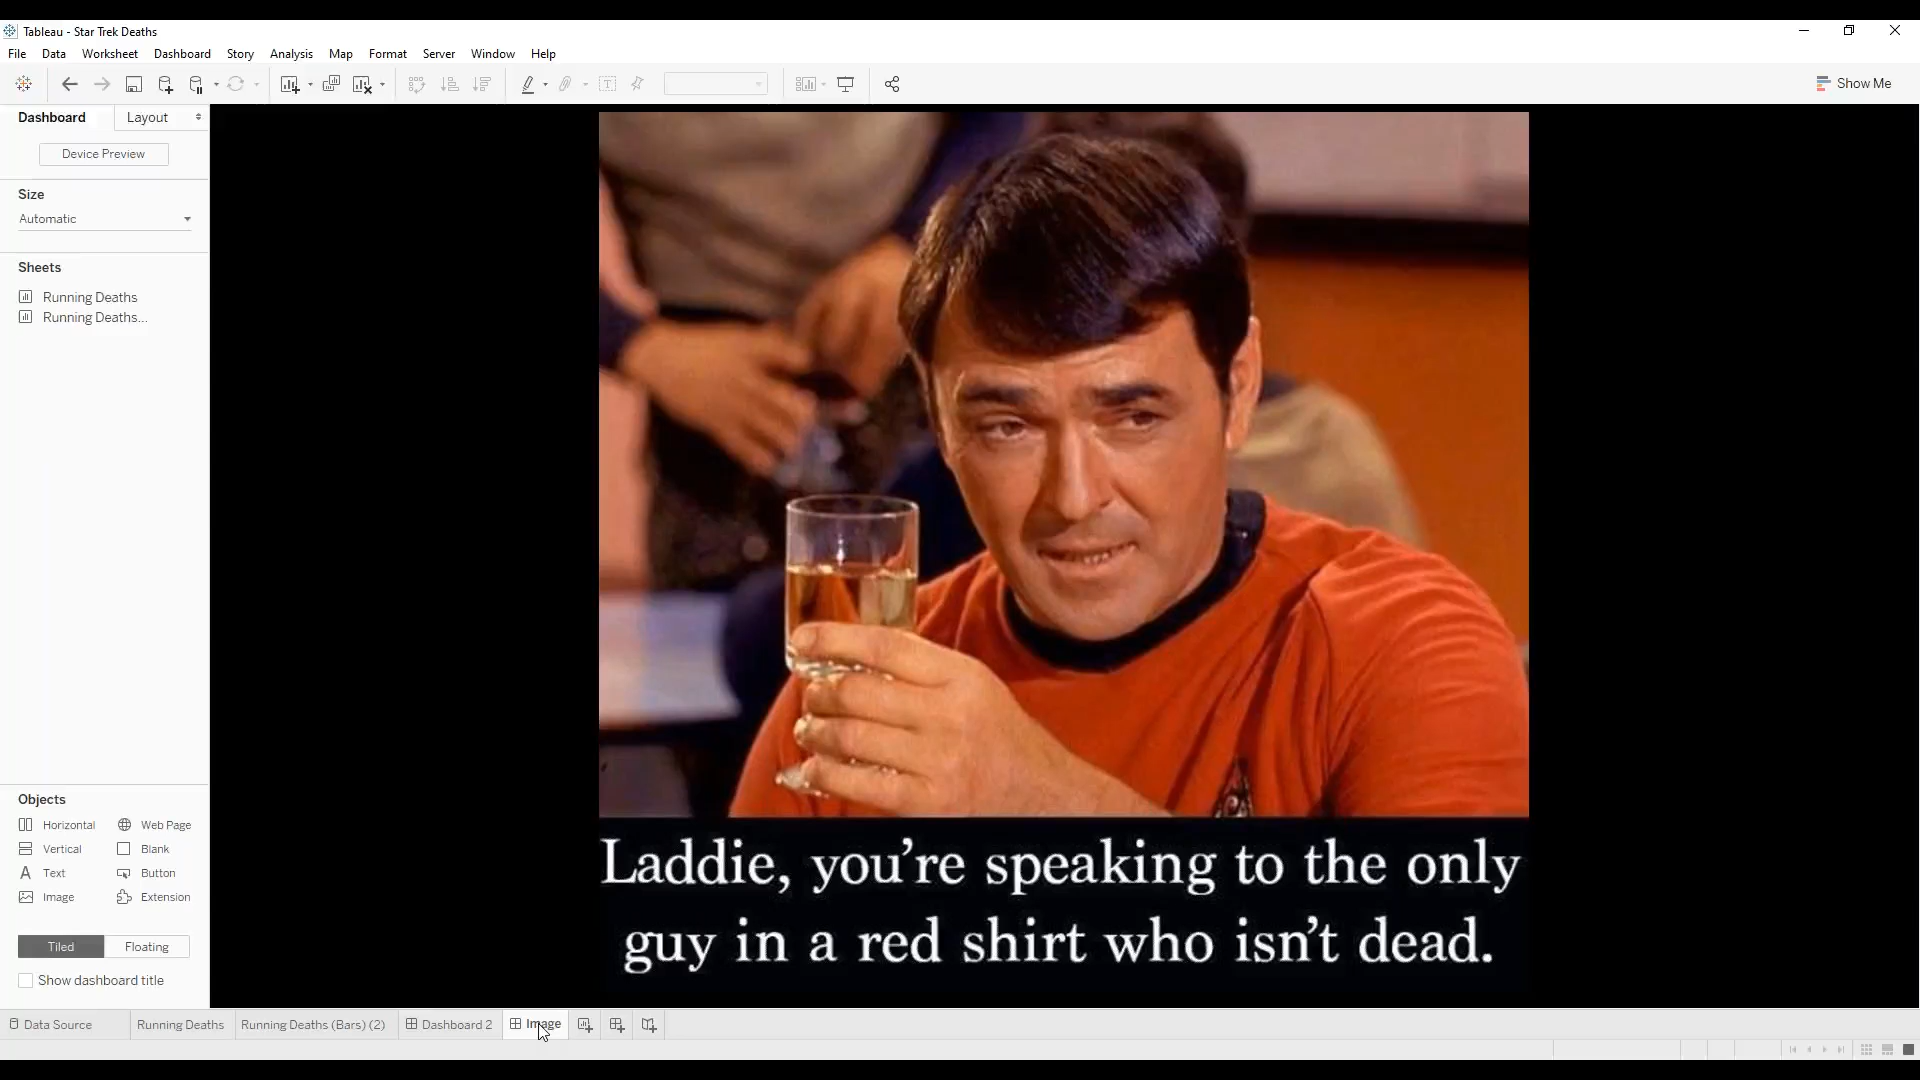 Tableau - Star Trek Deaths
File Data Worksheet Dashboard Story Analysis Map Format Server Window Help
Show Me
Dashboard Layout
Device Preview
Size
Automatic
Sheets
Running Deaths
Running Deaths...
Laddie, you're speaking to the only
guy in a red shirt who isn't dead.
Objects
Horizontal Web Page
Vertical Blank
A Text Button
Image Extension
Tiled Floating
Show dashboard title
Data Source Running Deaths Running Deaths (Bars) (2) Dashboard 2 Image